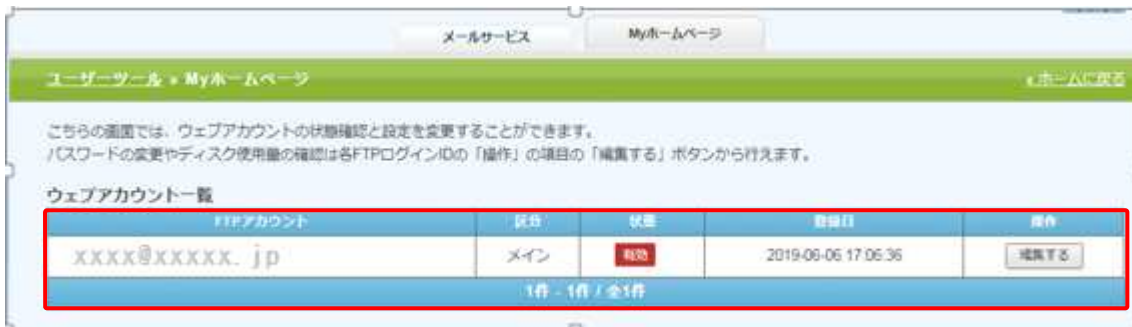 メールサービス Myホームページ
ユーザーツール » Myホームページ «ホームに戻る
こちらの画面では、ウェブアカウントの状態確認と設定を変更することができます。
パスワードの変更やディスク使用量の確認は各FTPログインIDの「操作」の項目の「編集する」ボタンから行えます。
ウェブアカウント一覧
FTPアカウント 区分 状態 登録日 操作
xxxx@xxxxx.jp メイン 有効 2019-06-06 17:06:36 編集する
1件 - 1件 / 全1件